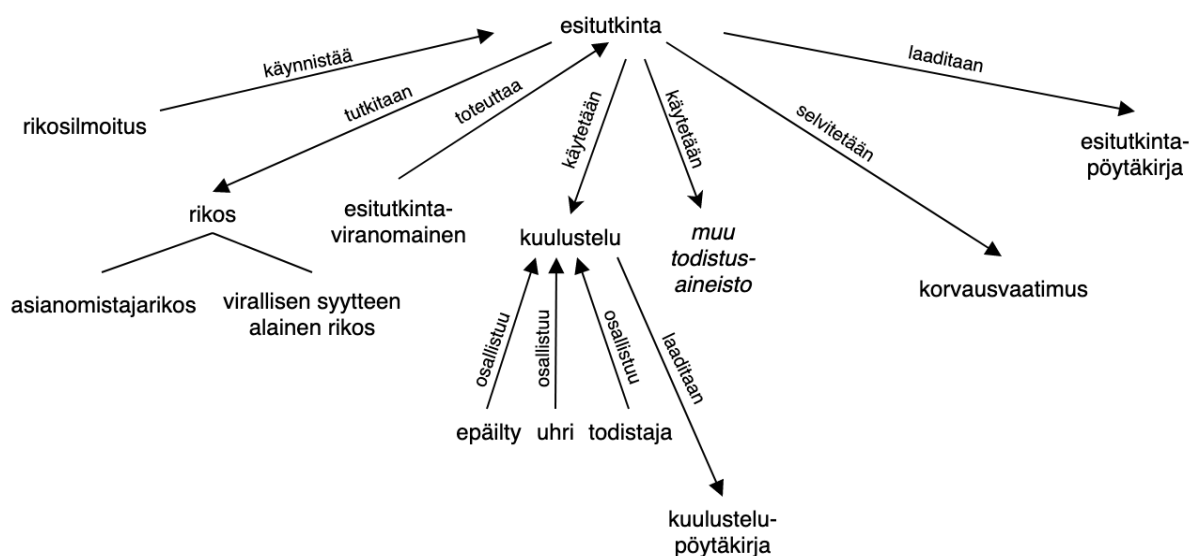 esitutkinta
käynnistää
laaditaan
tutkitaan
toteuttaa
käytetään
käytetään
selvitetään
rikosilmoitus
esitutkinta-
pöytäkirja
rikos
esitutkinta-
viranomainen
kuulustelu
muu
todistus-
aineisto
asianomistajarikos
virallisen syytteen
alainen rikos
korvausvaatimus
osallistuu
osallistuu
osallistuu
laaditaan
epäilty
uhri
todistaja
kuulustelu-
pöytäkirja